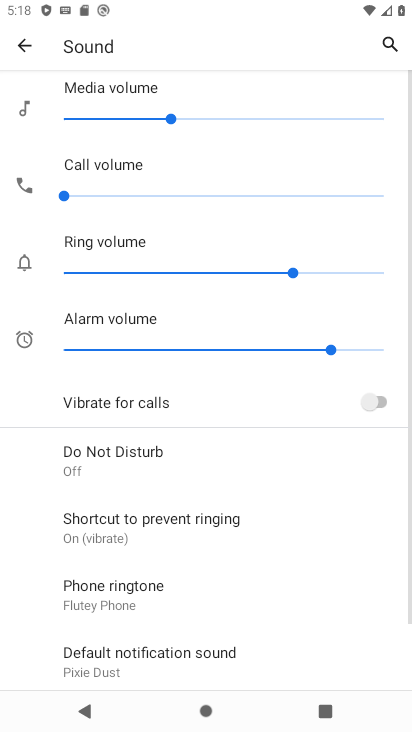 5:18
Sound
Media volume
Call volume
Ring volume
Alarm volume
Vibrate for calls
Do Not Disturb
Off
Shortcut to prevent ringing
On (vibrate)
Phone ringtone
Flutey Phone
Default notification sound
Pixie Dust